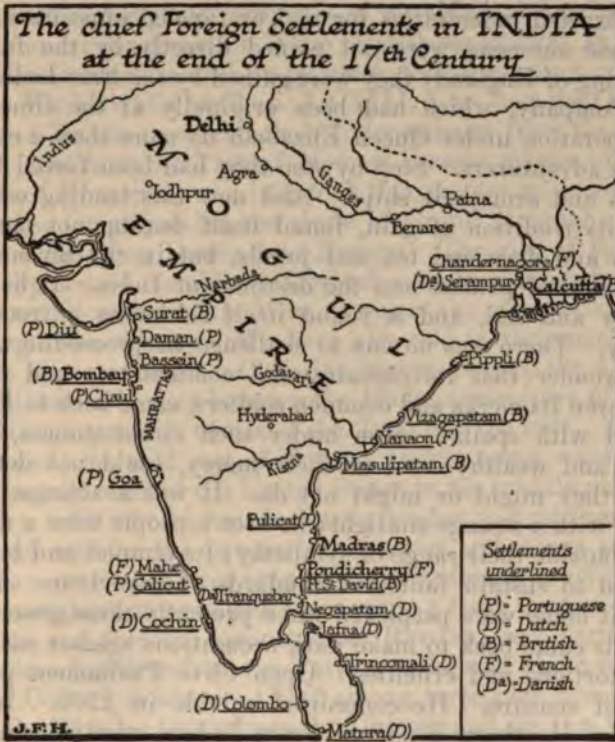 The chief Foreign Settlements in INDIA
at the end of the 17th Century
Indus
Delhi
Agra
Jodhpur
MOGUL
EMPIRE
Ganges
Patna
Benares
Chandernagore (F)
(Da) Serampur
Calcutta (B)
Narbada
(P) Diu
Surat (B)
Daman (P)
Bassein (P)
(B) Bombay
(P) Chaul
MAHRATTAS
Godavari
Pippli (B)
Hyderabad
Vizagapatam (B)
Yanaon (F)
Kistna
Masulipatam (B)
(P) Goa
Pulicat (D)
Madras (B)
Pondicherry (F)
Ft. St David (B)
(F) Mahe
(P) Calicut
Da Tranquebar
Negapatam (D)
(D) Cochin
Jafna (D)
Trincomali (D)
(D) Colombo
Matura (D)
Settlements
underlined
(P) = Portuguese
(D) = Dutch
(B) = British
(F) = French
(Da) = Danish
J.F.H.